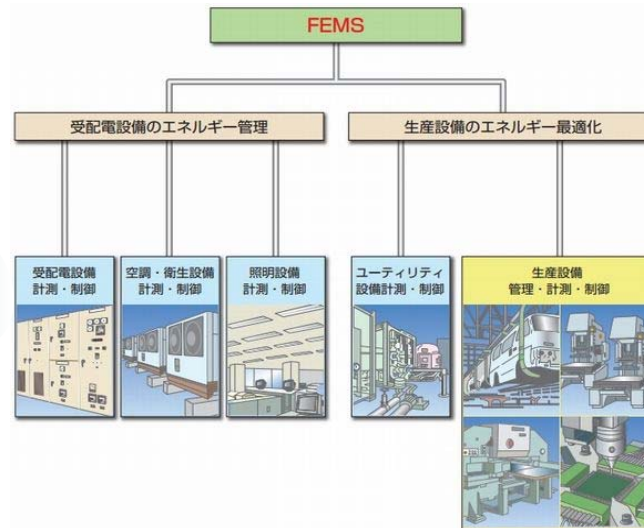 FEMS
受配電設備のエネルギー管理
生産設備のエネルギー最適化
受配電設備
計測・制御
空調・衛生設備
計測・制御
照明設備
計測・制御
ユーティリティ
設備計測・制御
生産設備
管理・計測・制御